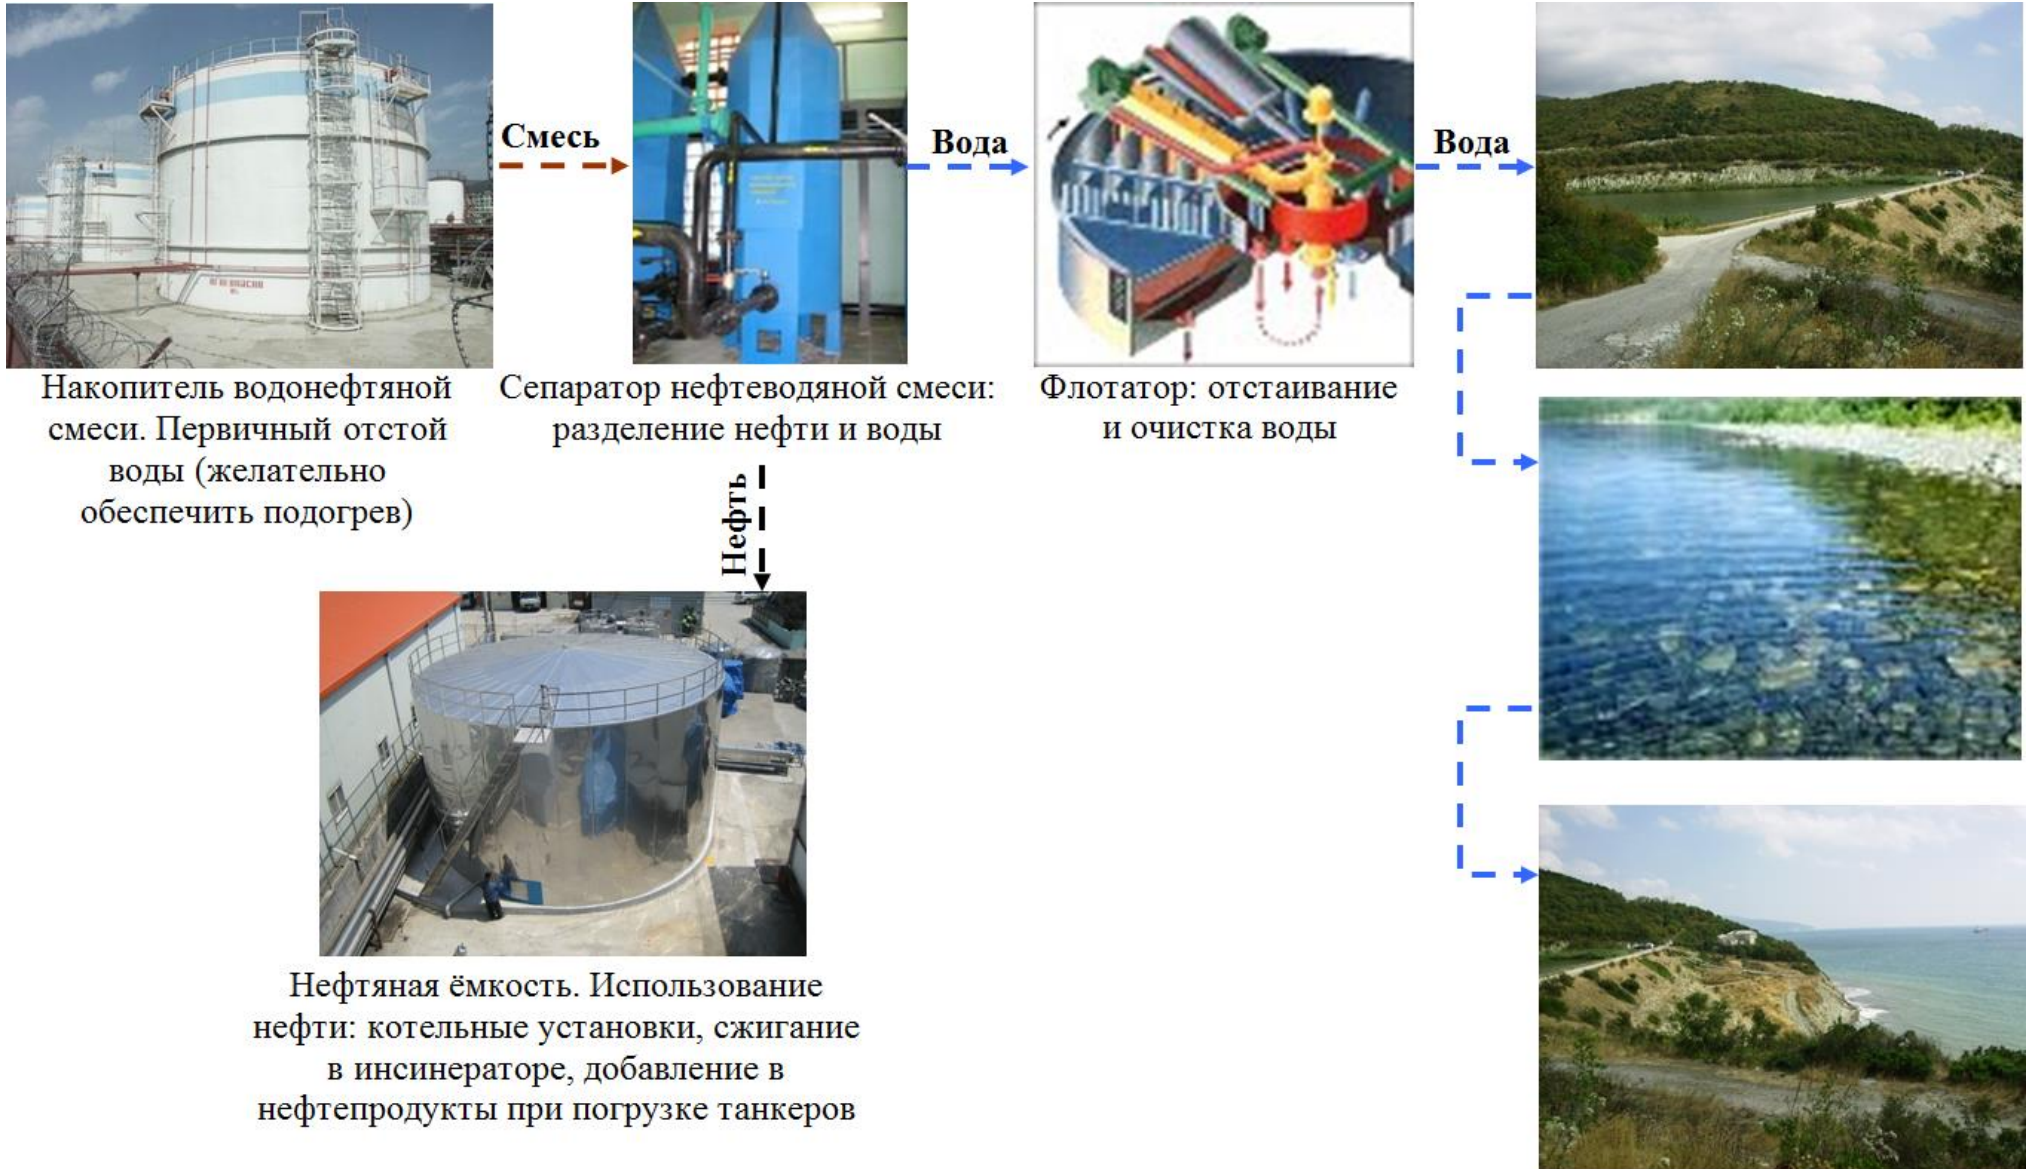 Смесь
Вода
Вода
Накопитель водонефтяной
смеси. Первичный отстой
воды (желательно
обеспечить подогрев)
Сепаратор нефтеводяной смеси:
разделение нефти и воды
Флотатор: отстаивание
и очистка воды
Нефть
Нефтяная ёмкость. Использование
нефти: котельные установки, сжигание
в инсинераторе, добавление в
нефтепродукты при погрузке танкеров